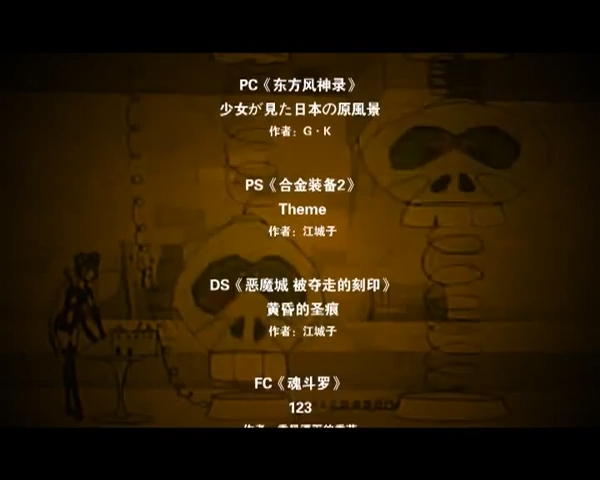 PC《东方风神录》
少女が見た日本の原風景
作者：G·K
PS《合金装备2》
Theme
作者：江城子
DS《恶魔城 被夺走的刻印》
黄昏的圣痕
作者：江城子
FC《魂斗罗》
123